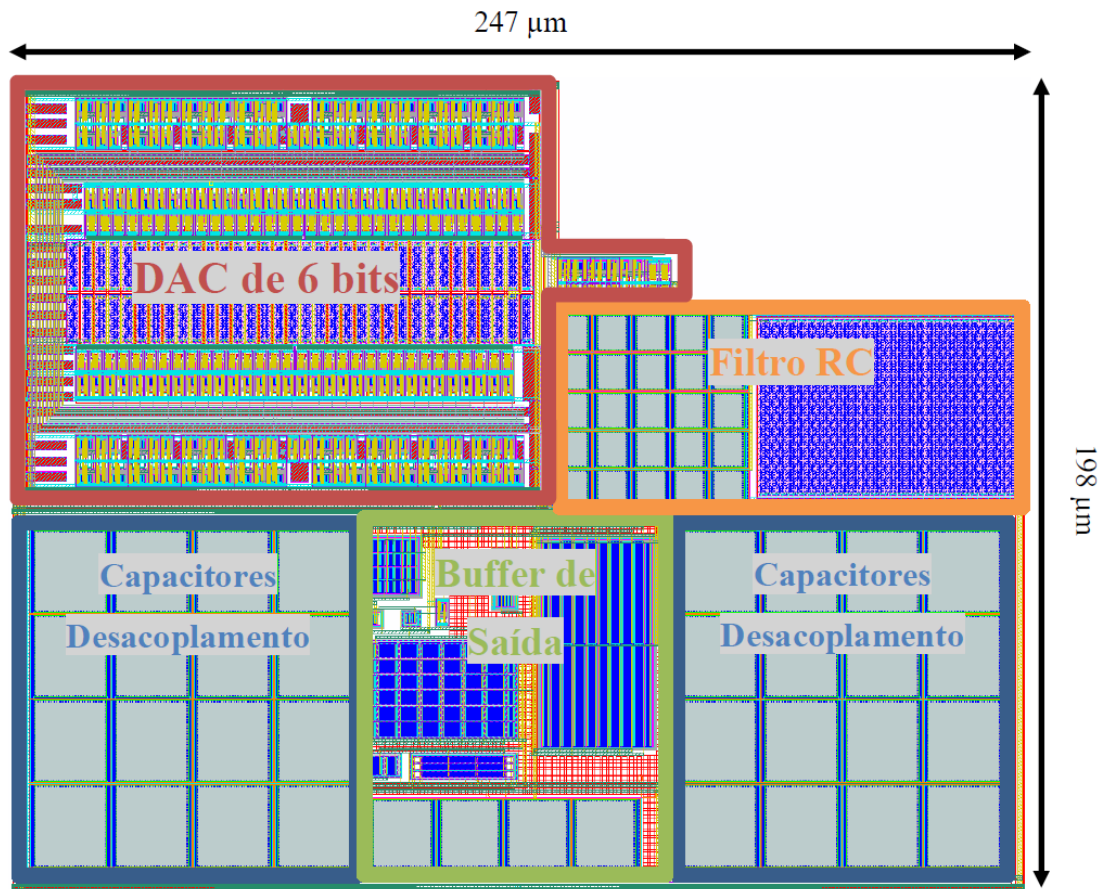 247 μm
DAC de 6 bits
Filtro RC
198 μm
Capacitores
Desacoplamento
Buffer de
Saída
Capacitores
Desacoplamento